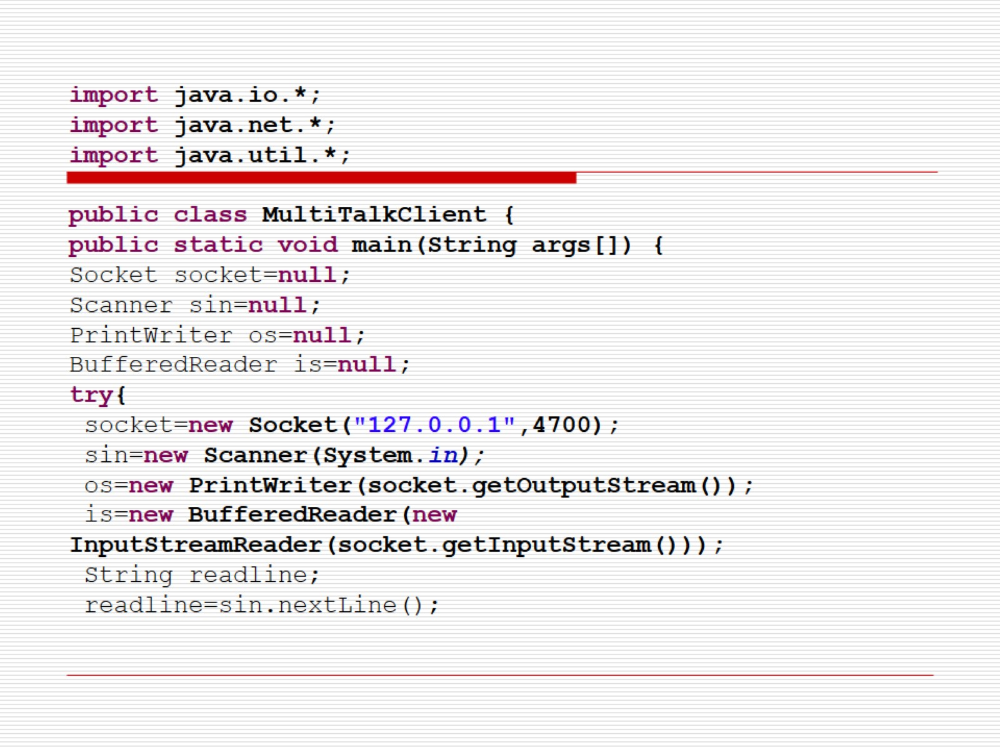 import java.io.*;
import java.net.*;
import java.util.*;
public class MultiTalkClient {
public static void main(String args[]) {
Socket socket=null;
Scanner sin=null;
PrintWriter os=null;
BufferedReader is=null;
try{
socket=new Socket("127.0.0.1",4700);
sin=new Scanner(System.in);
os=new PrintWriter(socket.getOutputStream());
is=new BufferedReader(new
InputStreamReader(socket.getInputStream()));
String readline;
readline=sin.nextLine();